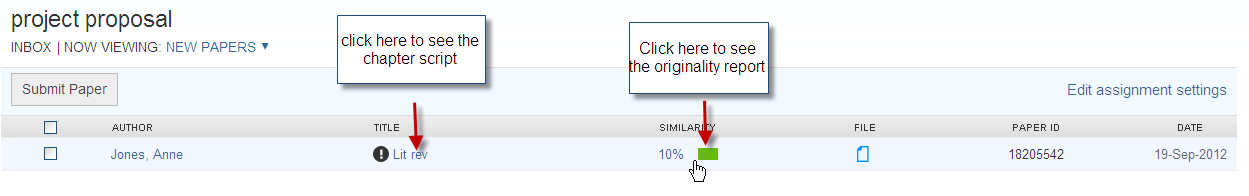 project proposal
INBOX | NOW VIEWING: NEW PAPERS ▼
click here to see the
chapter script
Click here to see
the originality report
Submit Paper
Edit assignment settings
AUTHOR TITLE SIMILARITY FILE PAPER ID DATE
Jones, Anne Lit rev 10% 18205542 19-Sep-2012